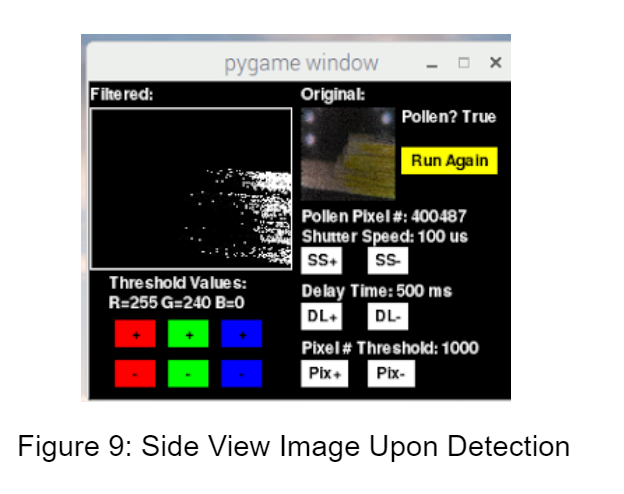 pygame window
Filtered:
Original:
Pollen? True
Run Again
Pollen Pixel #: 400487
Shutter Speed: 100 us
SS+ SS-
Threshold Values:
R=255 G=240 B=0
+ + +
- - -
Delay Time: 500 ms
DL+ DL-
Pixel # Threshold: 1000
Pix+ Pix-
Figure 9: Side View Image Upon Detection